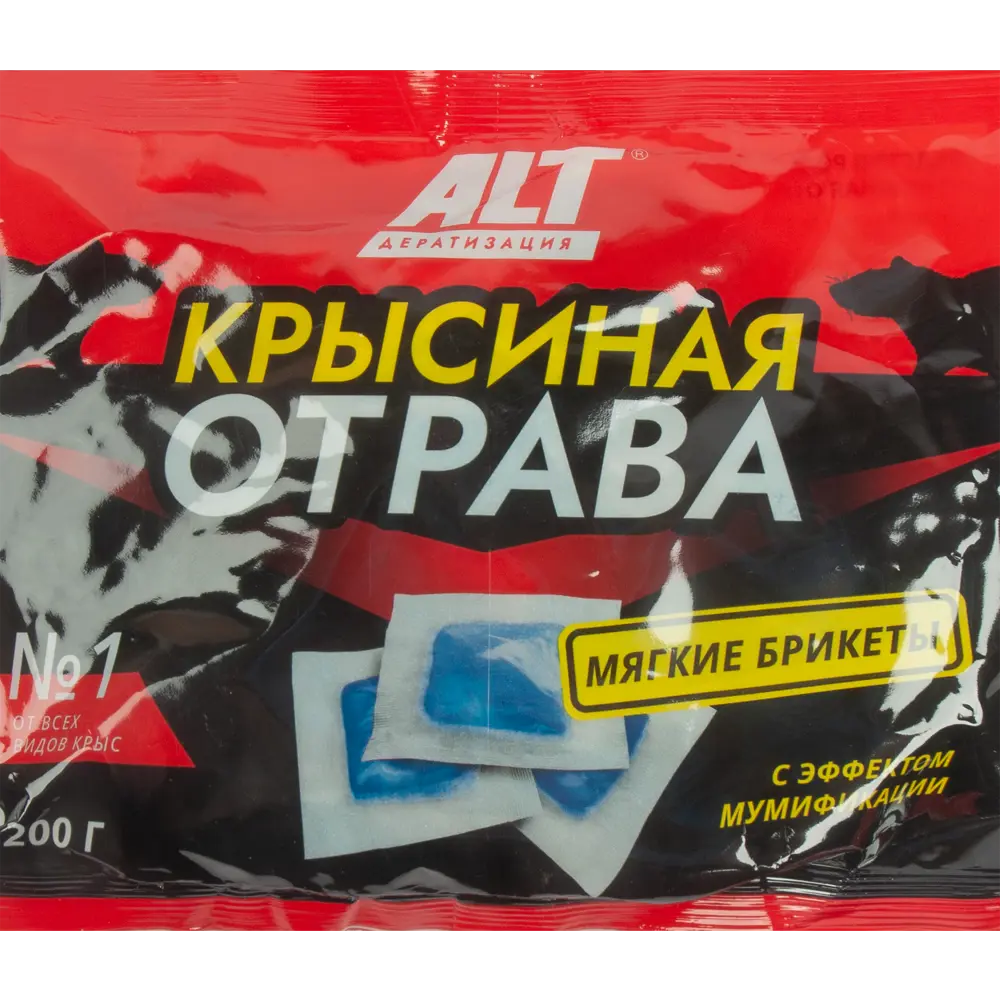 ALT®
ДЕРАТИЗАЦИЯ
КРЫСИНАЯ
ОТРАВА
МЯГКИЕ БРИКЕТЫ
№1
ОТ ВСЕХ
ВИДОВ КРЫС
С ЭФФЕКТОМ
МУМИФИКАЦИИ
200 Г